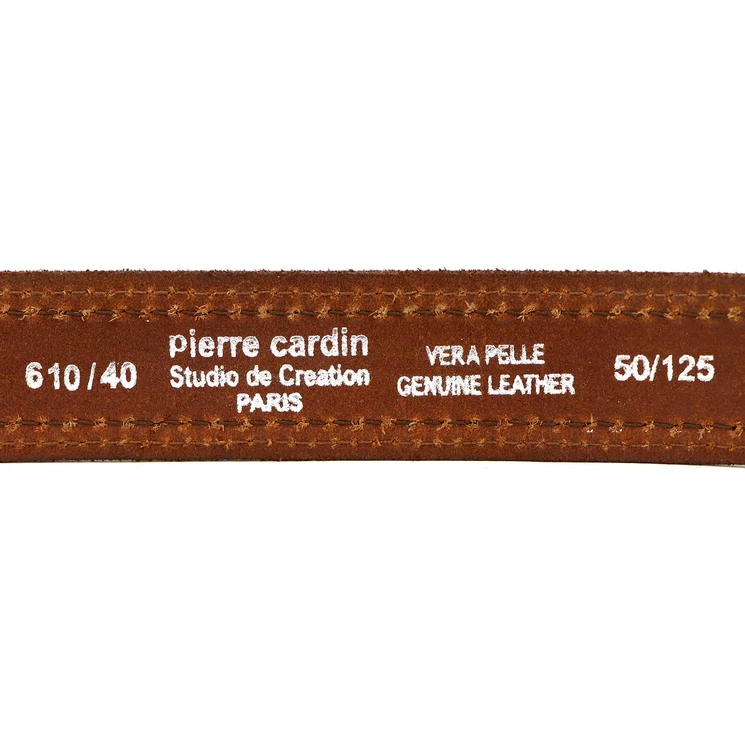 610/40
pierre cardin
Studio de Creation
PARIS
VERA PELLE
GENUINE LEATHER
50/125